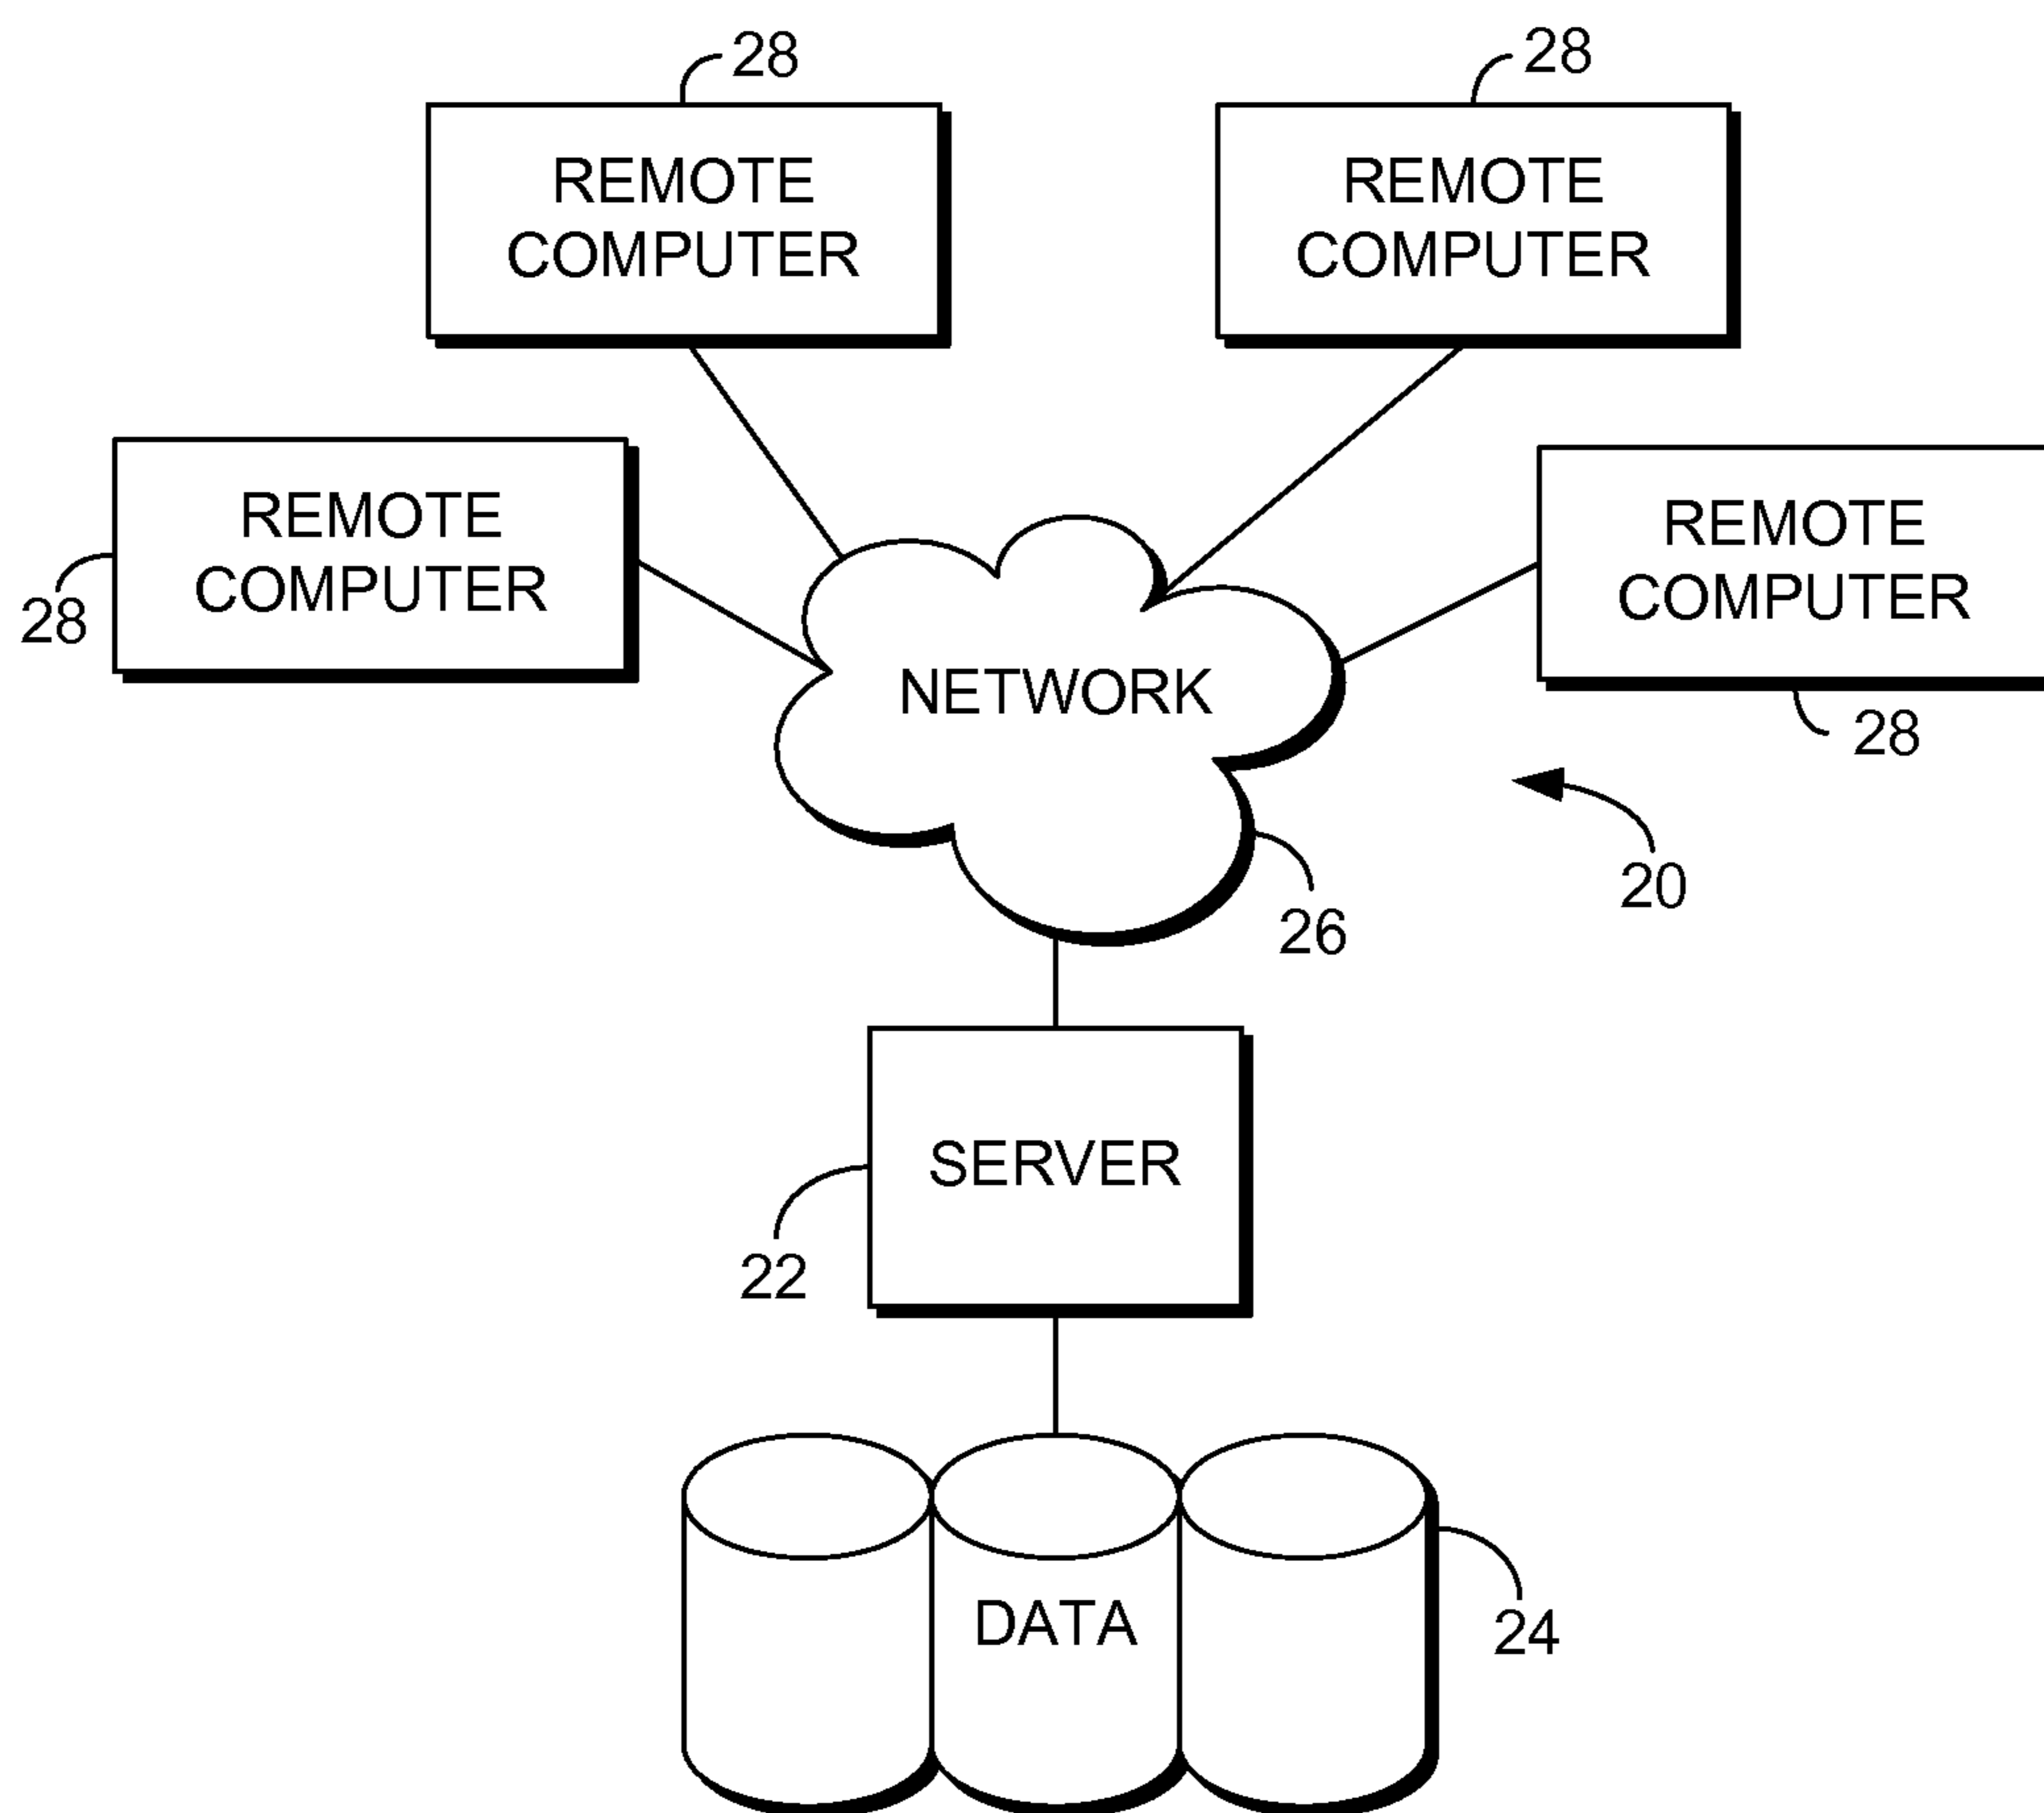 28
28
REMOTE
COMPUTER
REMOTE
COMPUTER
REMOTE
COMPUTER
28
REMOTE
COMPUTER
28
NETWORK
20
26
SERVER
22
DATA
24